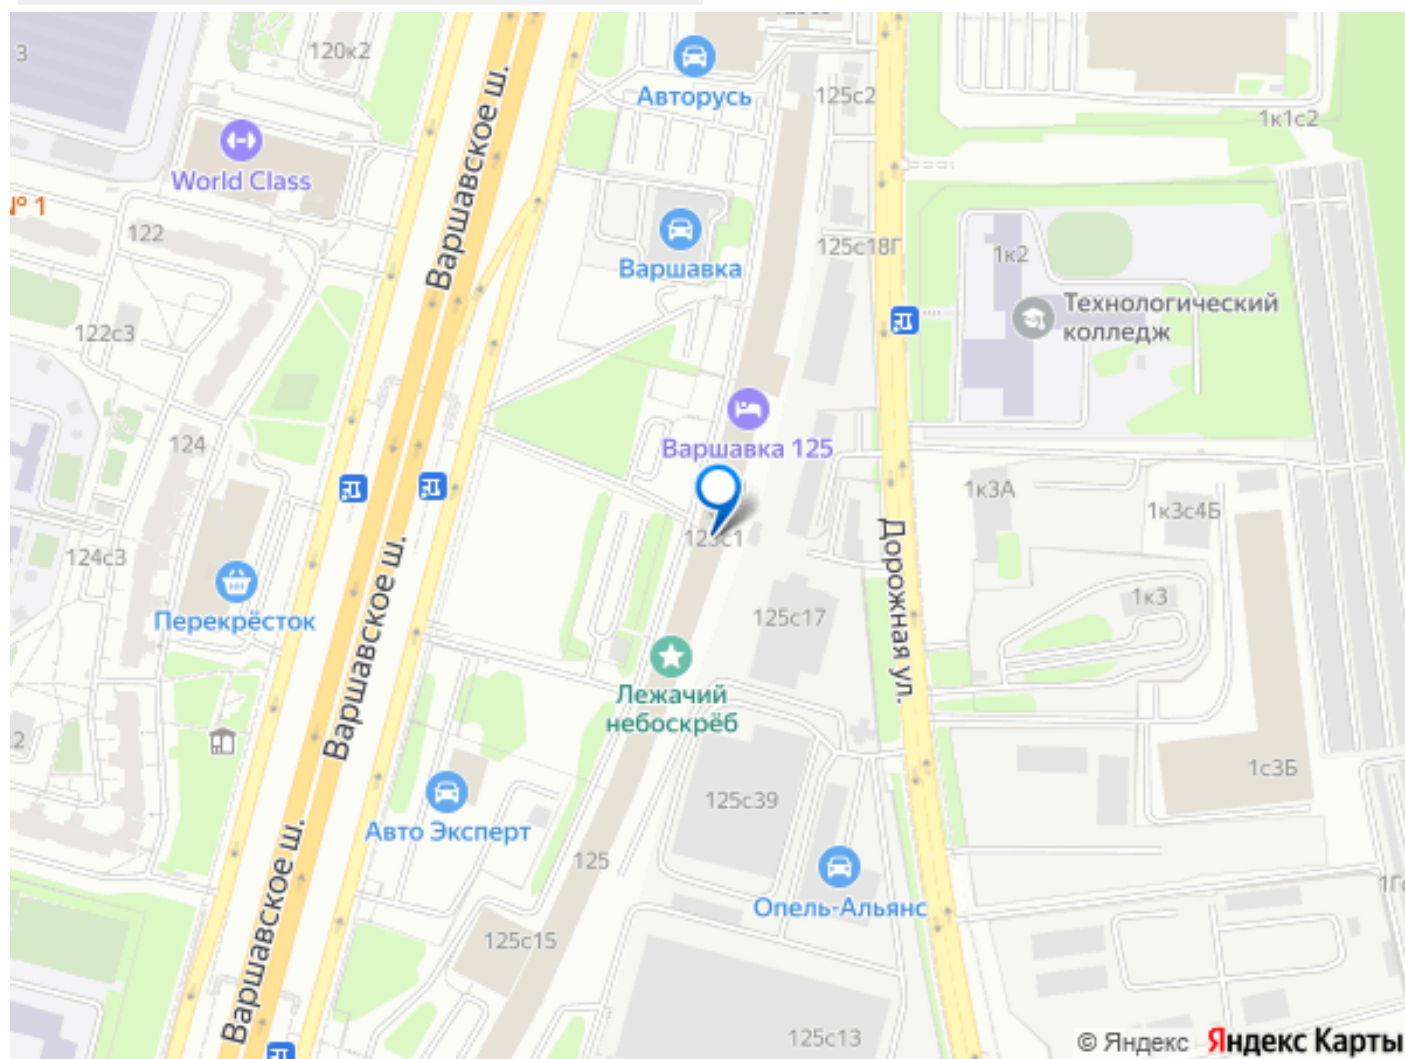 3
120к2
Авторусь
125с2
1к1с2
World Class
Варшавское ш.
№ 1
122
Варшавка
125с18Г
1к2
Технологический
колледж
122с3
124
Варшавка 125
1к3А
1к3с4Б
124с3
Перекрёсток
Варшавское ш.
125с17
Дорожная ул.
1к3
Лежачий
небоскрёб
2
1с3Б
Авто Эксперт
125с39
125
Опель-Альянс
125с15
Варшавское ш.
125с13
© Яндекс Яндекс Карты